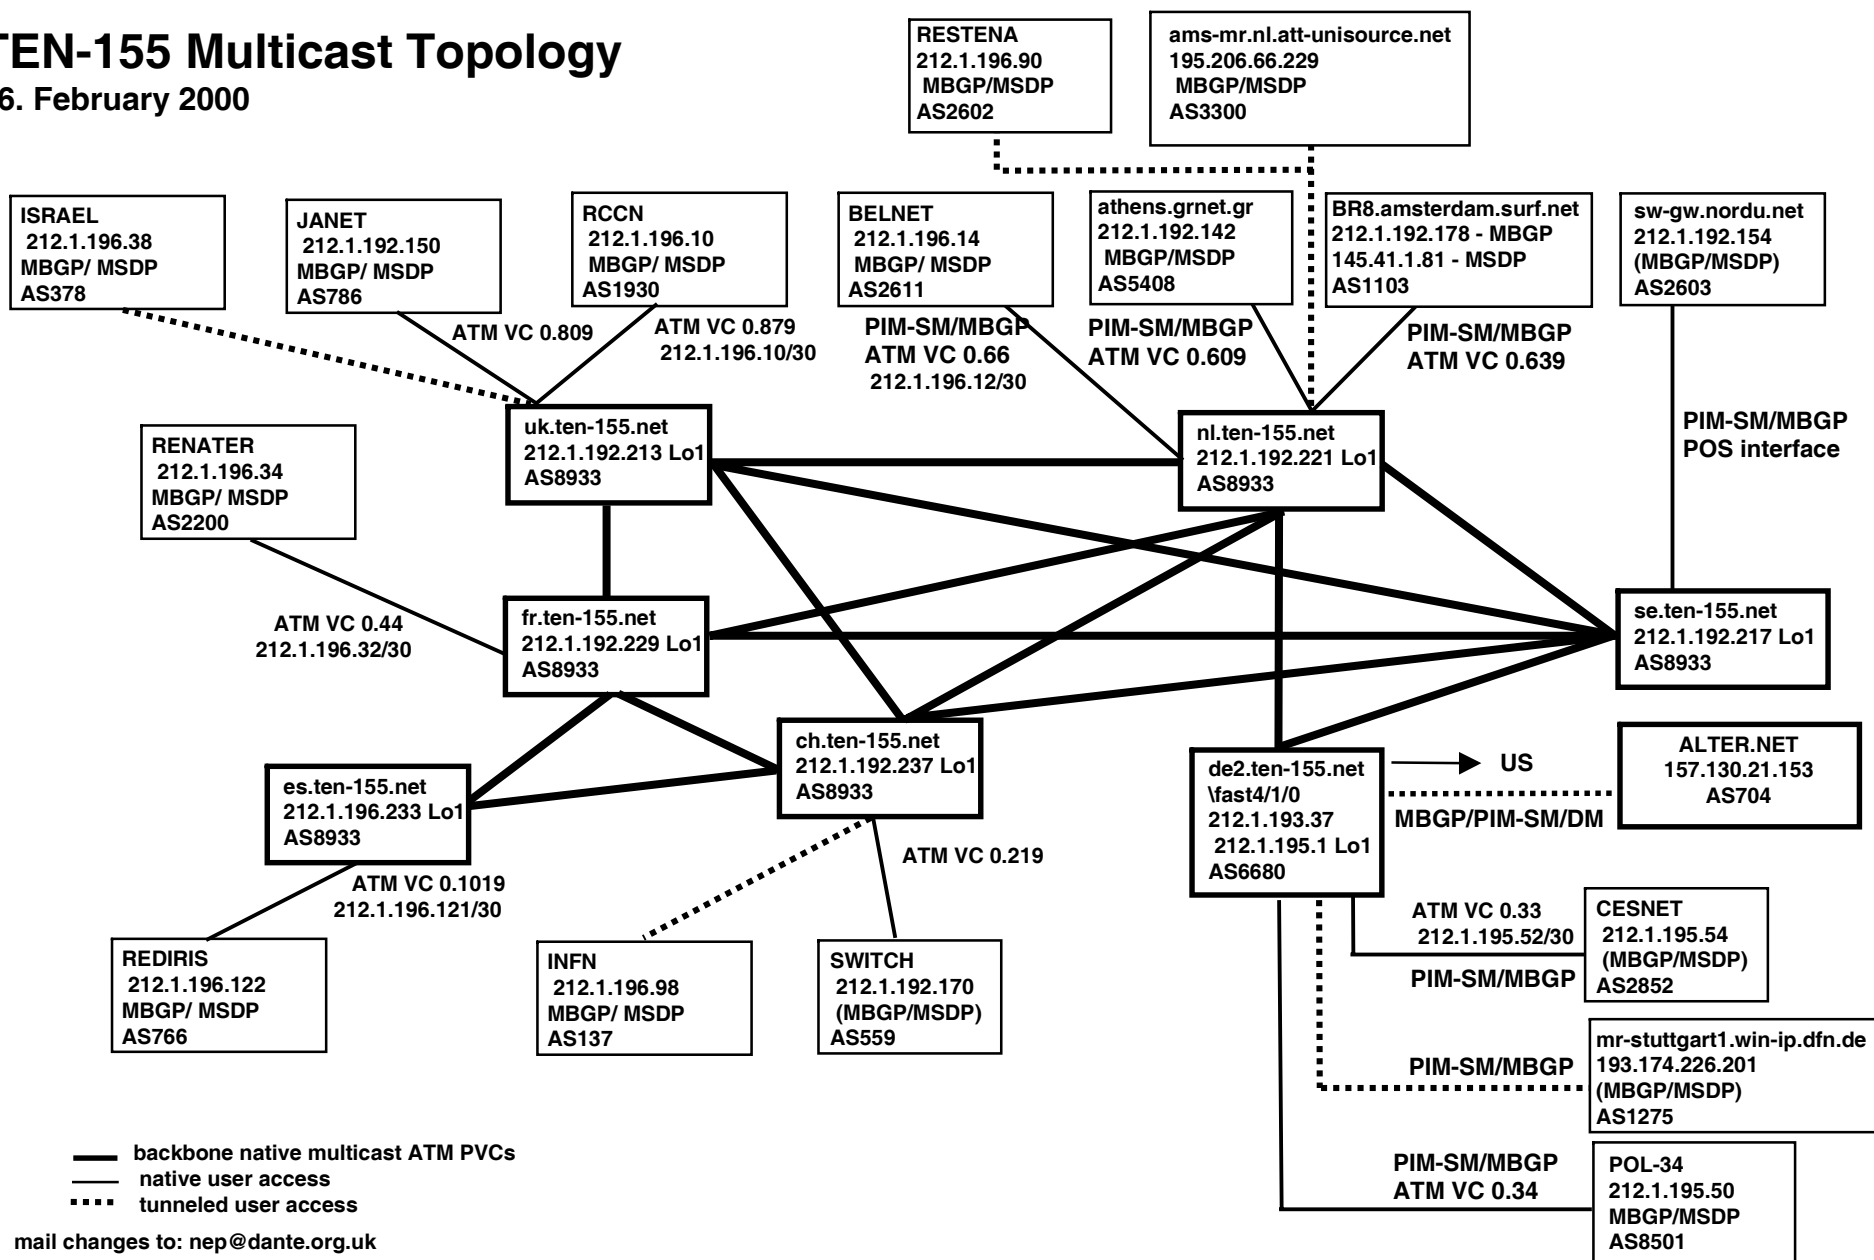 TEN-155 Multicast Topology
6. February 2000
RESTENA
212.1.196.90
MBGP/MSDP
AS2602
ams-mr.nl.att-unisource.net
195.206.66.229
MBGP/MSDP
AS3300
ISRAEL
212.1.196.38
MBGP/ MSDP
AS378
JANET
212.1.192.150
MBGP/ MSDP
AS786
RCCN
212.1.196.10
MBGP/ MSDP
AS1930
BELNET
212.1.196.14
MBGP/ MSDP
AS2611
athens.grnet.gr
212.1.192.142
MBGP/MSDP
AS5408
BR8.amsterdam.surf.net
212.1.192.178 - MBGP
145.41.1.81 - MSDP
AS1103
sw-gw.nordu.net
212.1.192.154
(MBGP/MSDP)
AS2603
ATM VC 0.809
ATM VC 0.879
212.1.196.10/30
PIM-SM/MBGP
ATM VC 0.66
212.1.196.12/30
PIM-SM/MBGP
ATM VC 0.609
PIM-SM/MBGP
ATM VC 0.639
PIM-SM/MBGP
POS interface
RENATER
212.1.196.34
MBGP/ MSDP
AS2200
uk.ten-155.net
212.1.192.213 Lo1
AS8933
nl.ten-155.net
212.1.192.221 Lo1
AS8933
ATM VC 0.44
212.1.196.32/30
fr.ten-155.net
212.1.192.229 Lo1
AS8933
se.ten-155.net
212.1.192.217 Lo1
AS8933
es.ten-155.net
212.1.196.233 Lo1
AS8933
ch.ten-155.net
212.1.192.237 Lo1
AS8933
de2.ten-155.net
\fast4/1/0
212.1.193.37
212.1.195.1 Lo1
AS6680
US
MBGP/PIM-SM/DM
ALTER.NET
157.130.21.153
AS704
ATM VC 0.1019
212.1.196.121/30
ATM VC 0.219
REDIRIS
212.1.196.122
MBGP/ MSDP
AS766
INFN
212.1.196.98
MBGP/ MSDP
AS137
SWITCH
212.1.192.170
(MBGP/MSDP)
AS559
ATM VC 0.33
212.1.195.52/30
PIM-SM/MBGP
CESNET
212.1.195.54
(MBGP/MSDP)
AS2852
PIM-SM/MBGP
mr-stuttgart1.win-ip.dfn.de
193.174.226.201
(MBGP/MSDP)
AS1275
PIM-SM/MBGP
ATM VC 0.34
POL-34
212.1.195.50
MBGP/MSDP
AS8501
backbone native multicast ATM PVCs
native user access
tunneled user access
mail changes to: nep@dante.org.uk